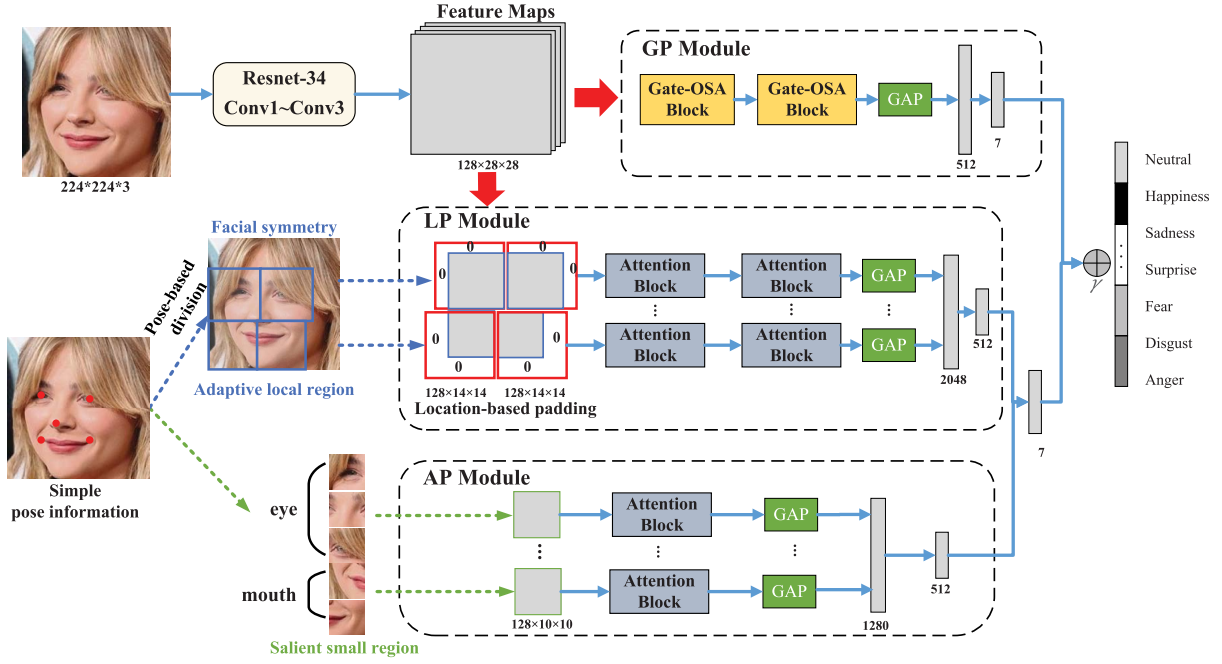 Feature Maps
Resnet-34
Conv1~Conv3
224*224*3
128×28×28
GP Module
Gate-OSA
Block
Gate-OSA
Block
GAP
512
7
Facial symmetry
Pose-based
division
Adaptive local region
LP Module
0
0
0
0
0
0
0
0
128×14×14
128×14×14
Location-based padding
Attention
Block
Attention
Block
GAP
⋮
⋮
⋮
Attention
Block
Attention
Block
GAP
2048
512
7
γ
Neutral
Happiness
Sadness
Surprise
Fear
Disgust
Anger
Simple
pose information
eye
mouth
Salient small region
AP Module
Attention
Block
GAP
⋮
⋮
⋮
Attention
Block
GAP
128×10×10
1280
512